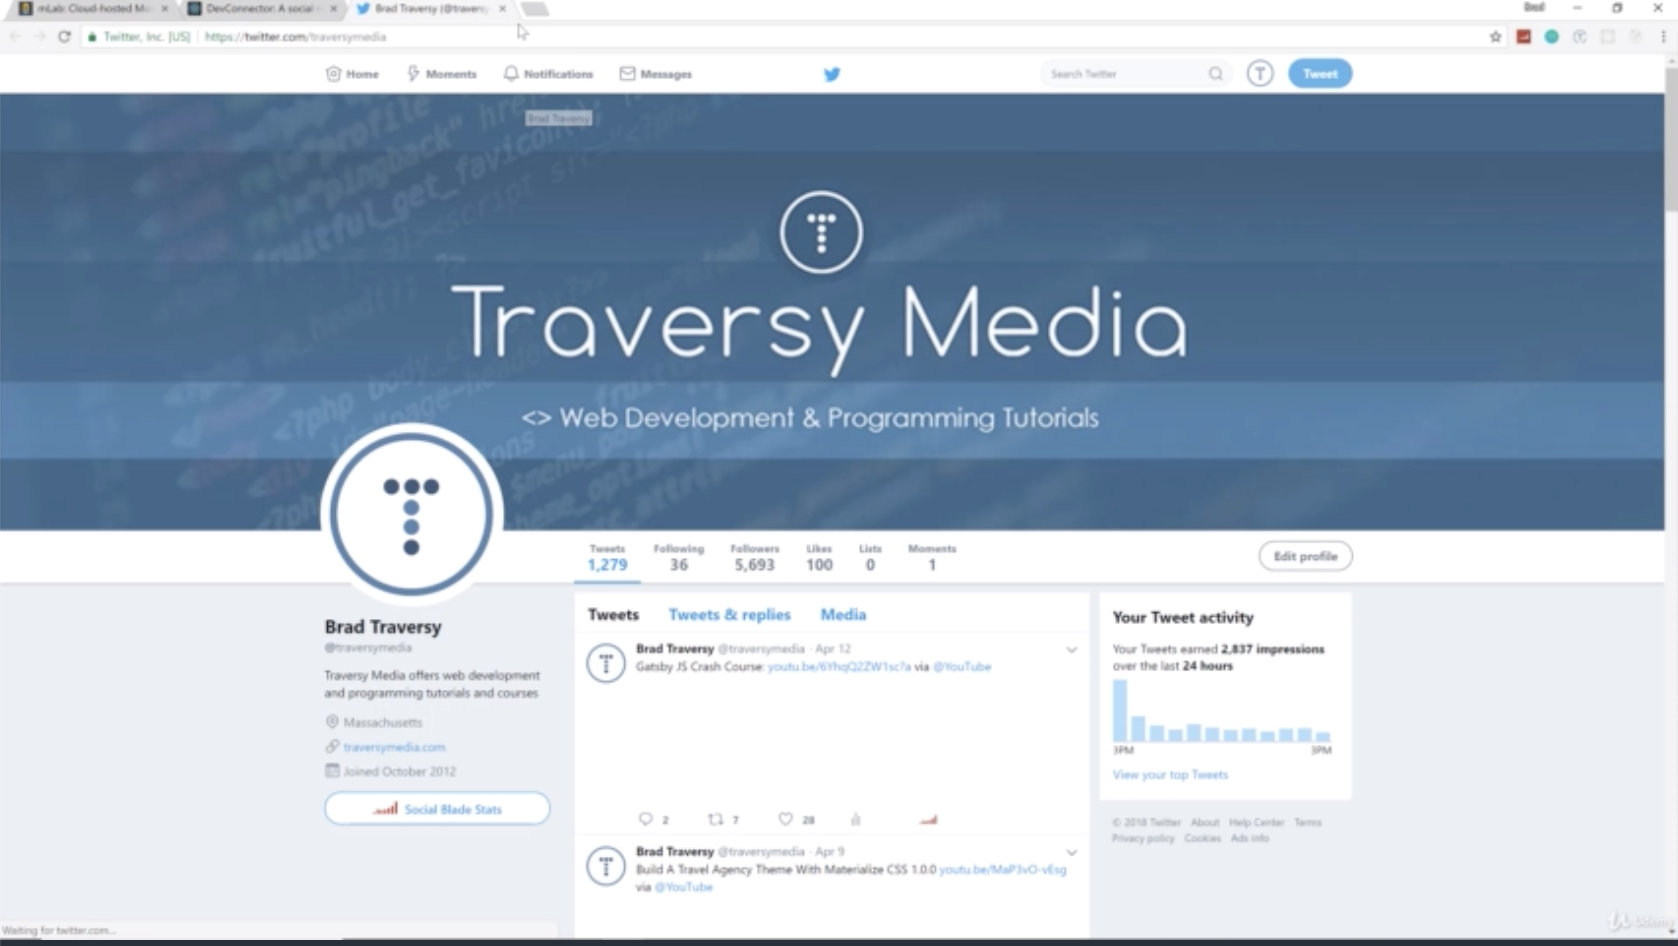 mLab: Cloud-hosted Mo
DevConnector: A social n
Brad Traversy (@traversy
Twitter, Inc. [US] https://twitter.com/traversymedia
Home Moments Notifications Messages Search Twitter Tweet
Brad Traversy
Traversy Media
<> Web Development & Programming Tutorials
Tweets Following Followers Likes Lists Moments
1,279 36 5,693 100 0 1
Edit profile
Brad Traversy
@traversymedia
Traversy Media offers web development
and programming tutorials and courses
Massachusetts
traversymedia.com
Joined October 2012
Social Blade Stats
Tweets Tweets & replies Media
Brad Traversy @traversymedia · Apr 12
Gatsby JS Crash Course: youtu.be/6YhqQ2ZW1sc?a via @YouTube
2 7 28
Brad Traversy @traversymedia · Apr 9
Build A Travel Agency Theme With Materialize CSS 1.0.0 youtu.be/MaP3vO-vEsg
via @YouTube
Your Tweet activity
Your Tweets earned 2,837 impressions
over the last 24 hours
3PM 3PM
View your top Tweets
© 2018 Twitter About Help Center Terms
Privacy policy Cookies Ads info
Waiting for twitter.com...
Udemy